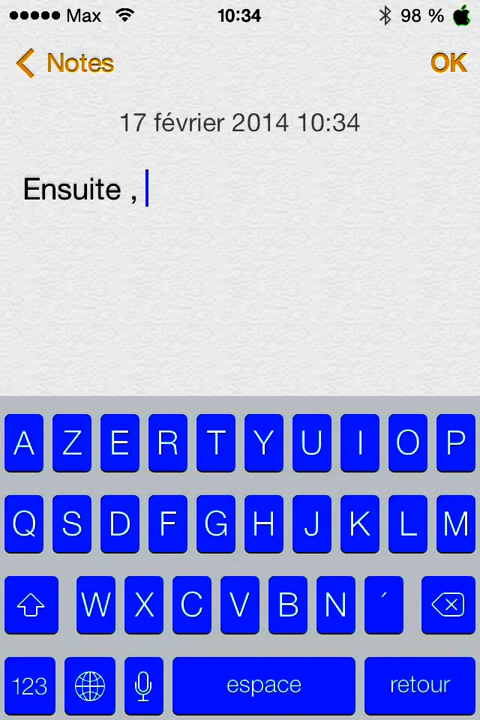 Max 10:34 98 %
Notes OK
17 février 2014 10:34
Ensuite ,
A Z E R T Y U I O P
Q S D F G H J K L M
W X C V B N ´
123 espace retour